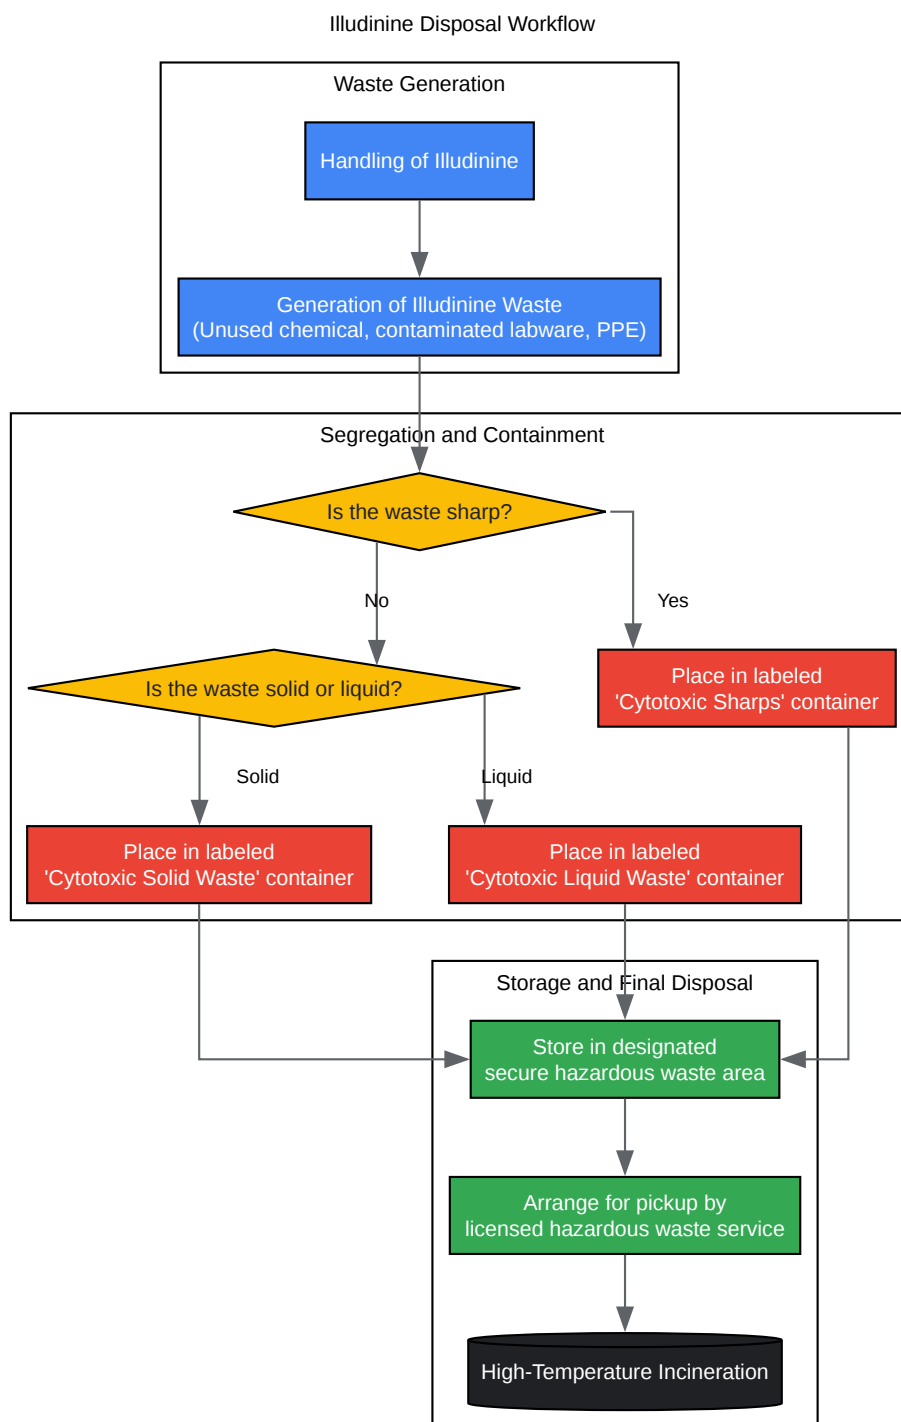 Illudinine Disposal Workflow
Waste Generation
Handling of Illudinine
Generation of Illudinine Waste
(Unused chemical, contaminated labware, PPE)
Segregation and Containment
Is the waste sharp?
No
Yes
Is the waste solid or liquid?
Place in labeled
'Cytotoxic Sharps' container
Solid
Liquid
Place in labeled
'Cytotoxic Solid Waste' container
Place in labeled
'Cytotoxic Liquid Waste' container
Storage and Final Disposal
Store in designated
secure hazardous waste area
Arrange for pickup by
licensed hazardous waste service
High-Temperature Incineration